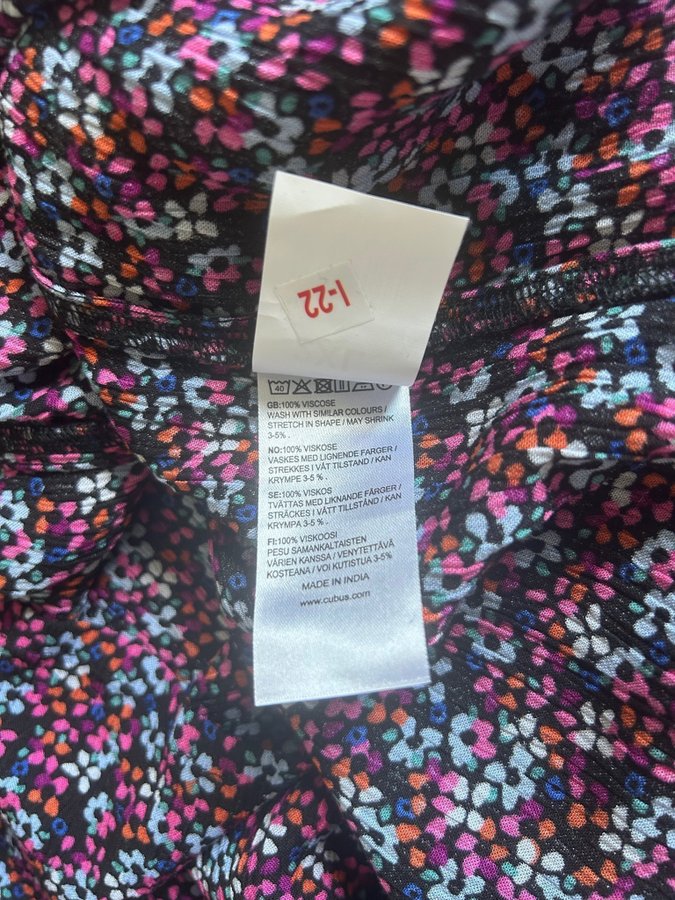 I-22
40
GB:100% VISCOSE
WASH WITH SIMILAR COLOURS /
STRETCH IN SHAPE / MAY SHRINK
3-5% .
NO:100% VISKOSE
VASKES MED LIGNENDE FARGER /
STREKKES I VÅT TILSTAND / KAN
KRYMPE 3-5 % .
SE:100% VISKOS
TVÄTTAS MED LIKNANDE FÄRGER /
STRÄCKES I VÅTT TILLSTÅND / KAN
KRYMPA 3-5 % .
FI:100% VISKOOSI
PESU SAMANKALTAISTEN
VÄRIEN KANSSA / VENYTETTÄVÄ
KOSTEANA / VOI KUTISTUA 3-5%
MADE IN INDIA
www.cubus.com